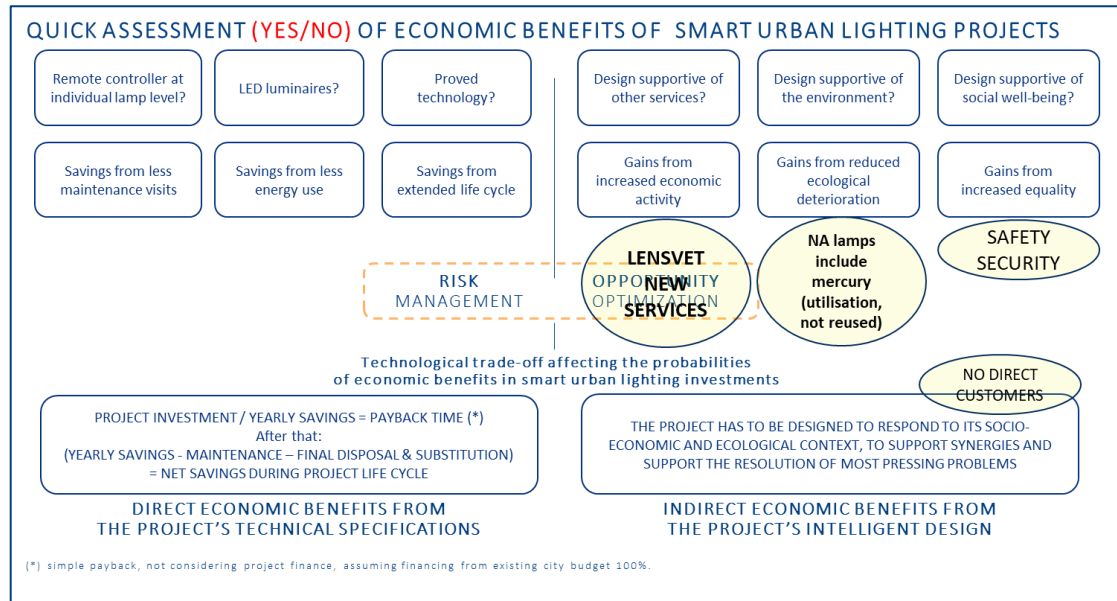 QUICK ASSESSMENT (YES/NO) OF ECONOMIC BENEFITS OF SMART URBAN LIGHTING PROJECTS
Remote controller at
individual lamp level?
LED luminaires?
Proved
technology?
Design supportive of
other services?
Design supportive of
the environment?
Design supportive of
social well-being?
Savings from less
maintenance visits
Savings from less
energy use
Savings from
extended life cycle
Gains from
increased economic
activity
Gains from reduced
ecological
deterioration
Gains from
increased equality
LENSVET
NEW
SERVICES
NA lamps
include
mercury
(utilisation,
not reused)
SAFETY
SECURITY
RISK
MANAGEMENT
OPPORTUNITY
OPTIMIZATION
Technological trade-off affecting the probabilities
of economic benefits in smart urban lighting investments
NO DIRECT
CUSTOMERS
PROJECT INVESTMENT / YEARLY SAVINGS = PAYBACK TIME (*)
After that:
(YEARLY SAVINGS - MAINTENANCE – FINAL DISPOSAL & SUBSTITUTION)
= NET SAVINGS DURING PROJECT LIFE CYCLE
THE PROJECT HAS TO BE DESIGNED TO RESPOND TO ITS SOCIO-
ECONOMIC AND ECOLOGICAL CONTEXT, TO SUPPORT SYNERGIES AND
SUPPORT THE RESOLUTION OF MOST PRESSING PROBLEMS
DIRECT ECONOMIC BENEFITS FROM
THE PROJECT'S TECHNICAL SPECIFICATIONS
INDIRECT ECONOMIC BENEFITS FROM
THE PROJECT'S INTELLIGENT DESIGN
(*) simple payback, not considering project finance, assuming financing from existing city budget 100%.